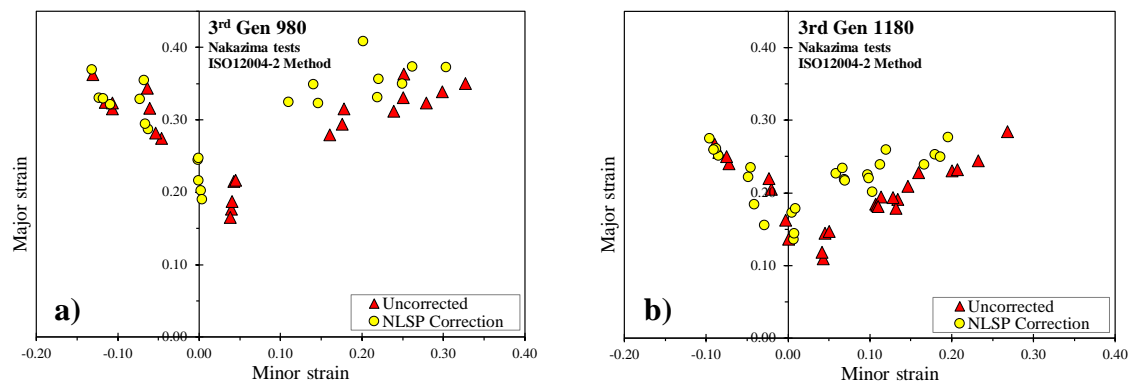 3rd Gen 980
Nakazima tests
ISO12004-2 Method
0.40
0.30
0.20
0.10
0.00
-0.20 -0.10 0.00 0.10 0.20 0.30 0.40
Major strain
Minor strain
a)
Uncorrected
NLSP Correction
3rd Gen 1180
Nakazima tests
ISO12004-2 Method
0.40
0.30
0.20
0.10
0.00
-0.20 -0.10 0.00 0.10 0.20 0.30 0.40
Major strain
Minor strain
b)
Uncorrected
NLSP Correction